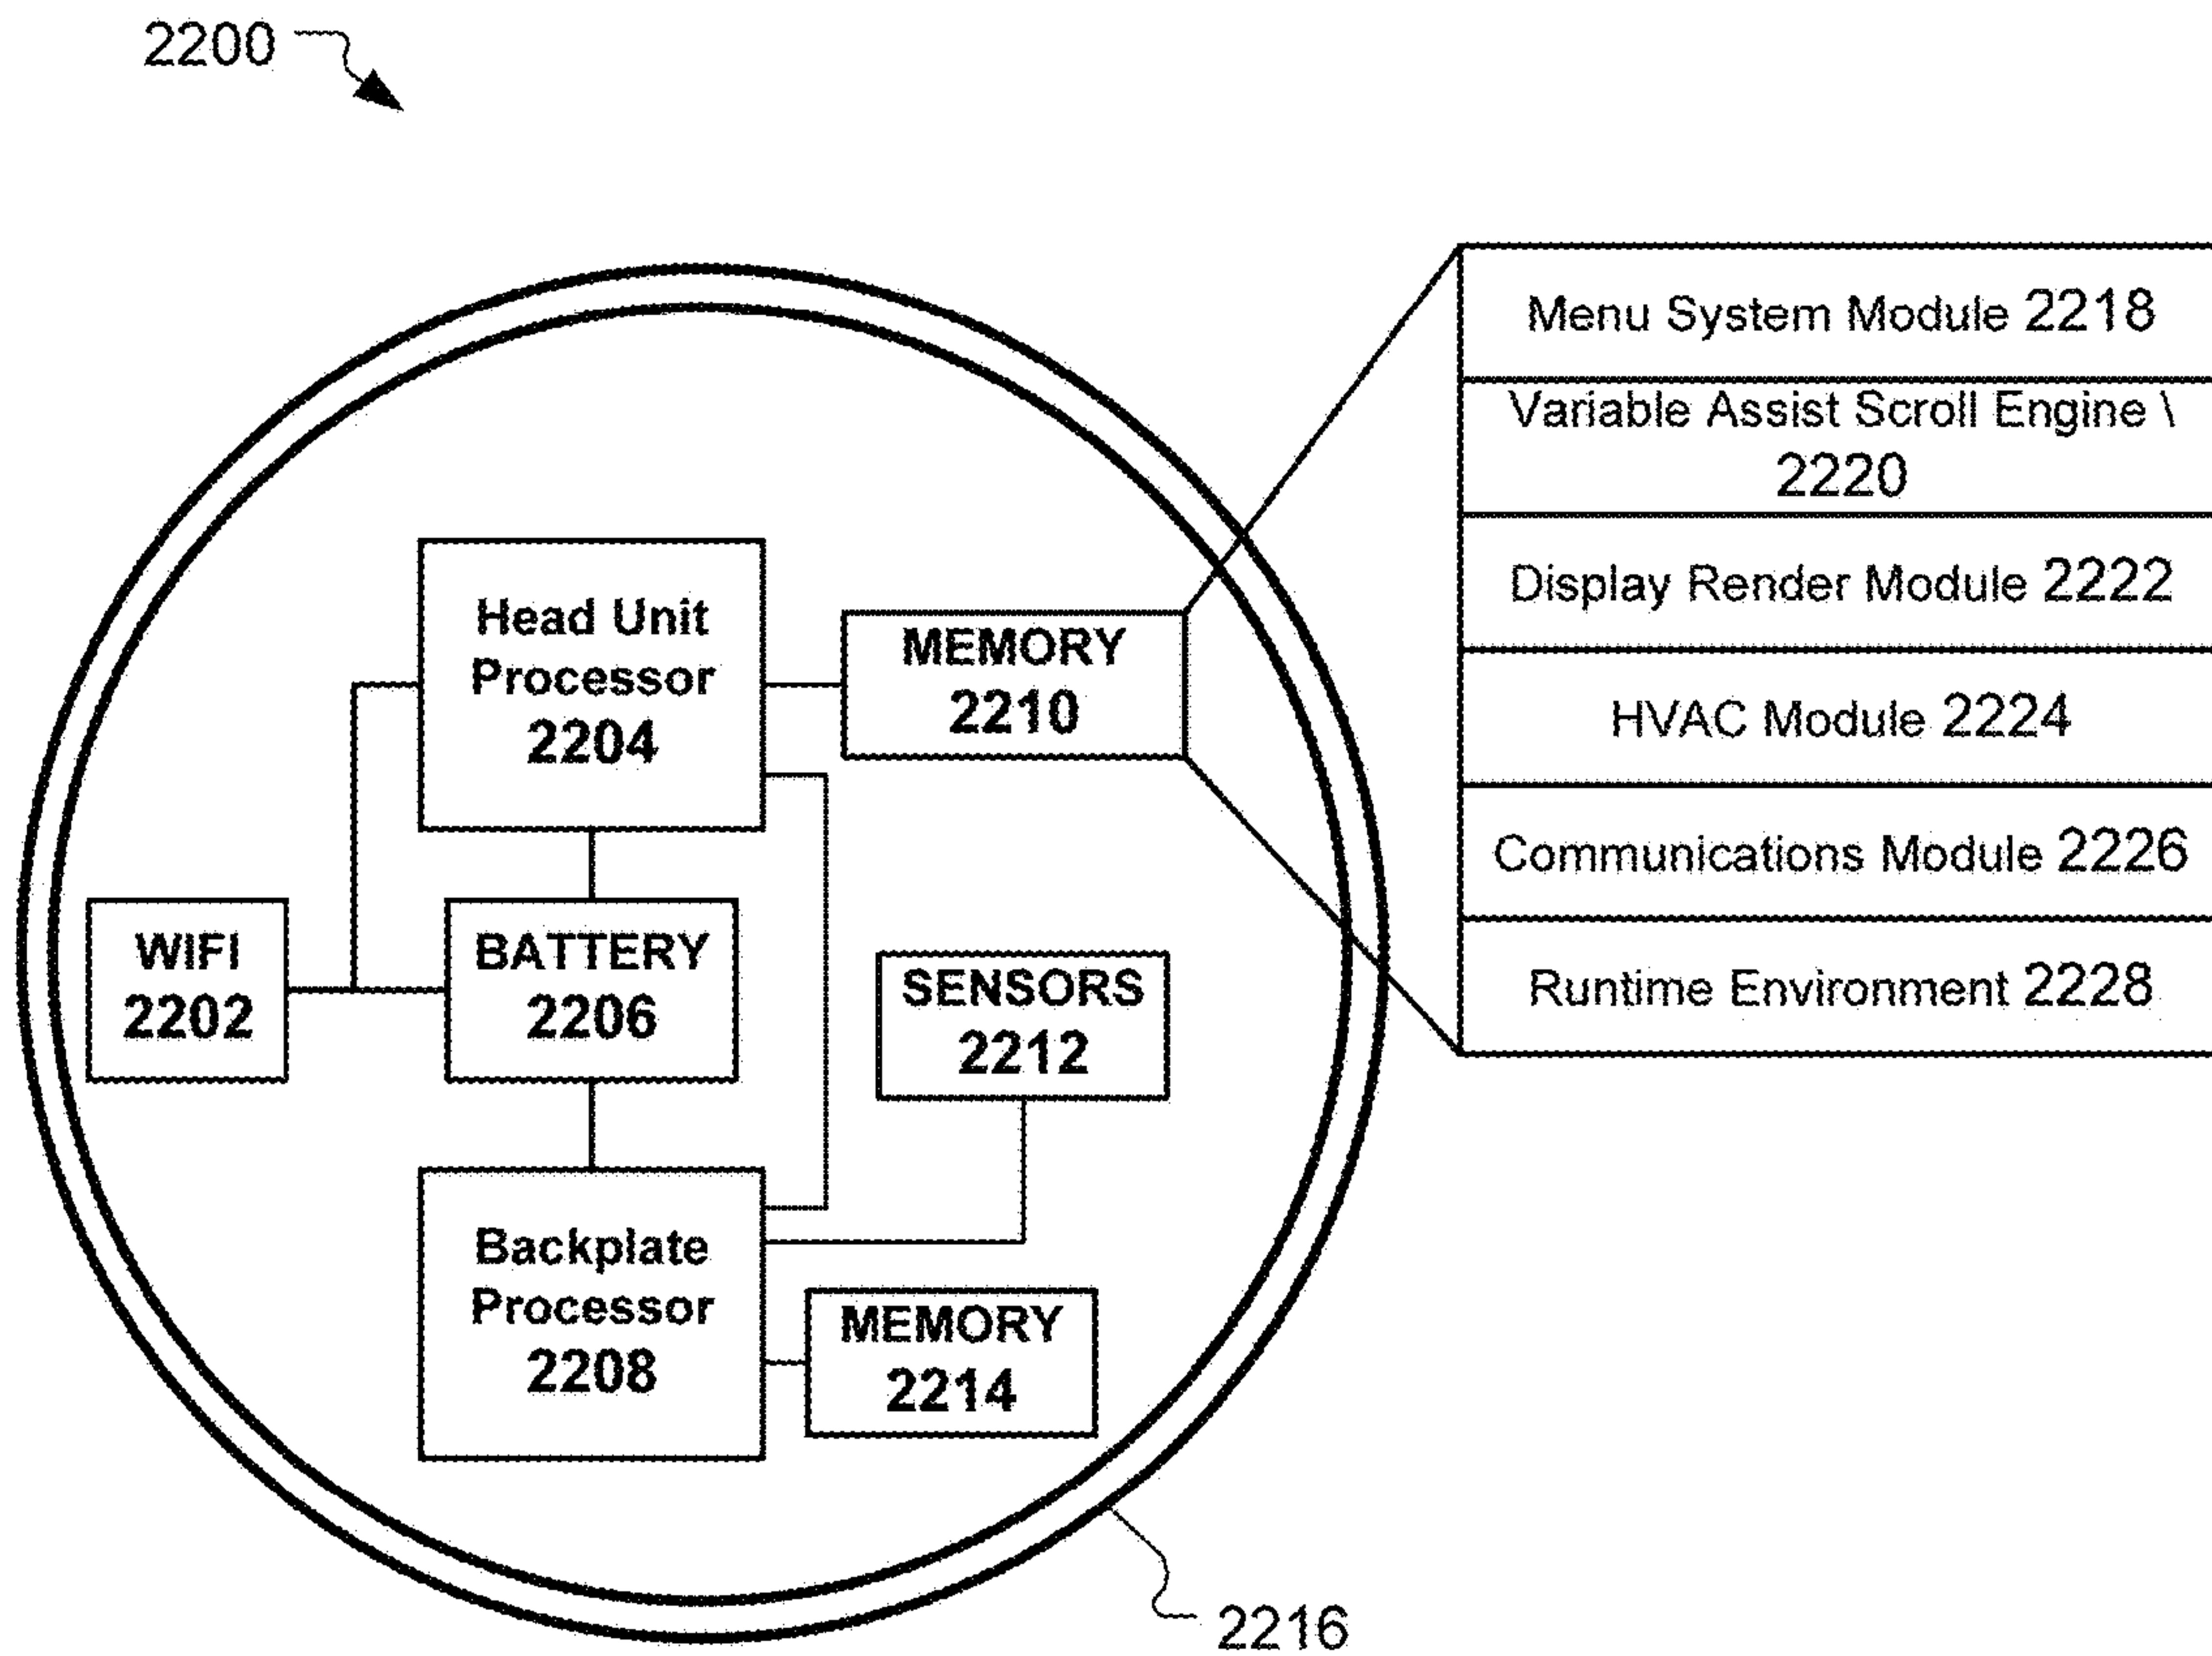 2200
Menu System Module 2218
Variable Assist Scroll Engine \
2220
Display Render Module 2222
HVAC Module 2224
Communications Module 2226
Runtime Environment 2228
Head Unit
Processor
2204
MEMORY
2210
WIFI
2202
BATTERY
2206
SENSORS
2212
Backplate
Processor
2208
MEMORY
2214
2216